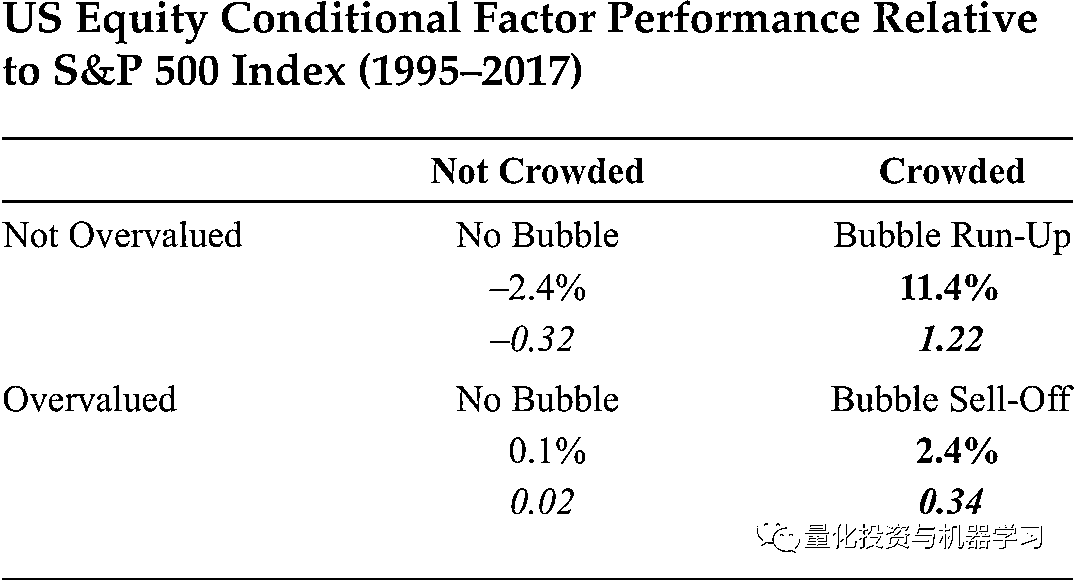 US Equity Conditional Factor Performance Relative
to S&P 500 Index (1995–2017)
Not Crowded Crowded
Not Overvalued No Bubble Bubble Run-Up
–2.4% 11.4%
–0.32 1.22
Overvalued No Bubble Bubble Sell-Off
0.1% 2.4%
0.02 0.34
量化投资与机器学习